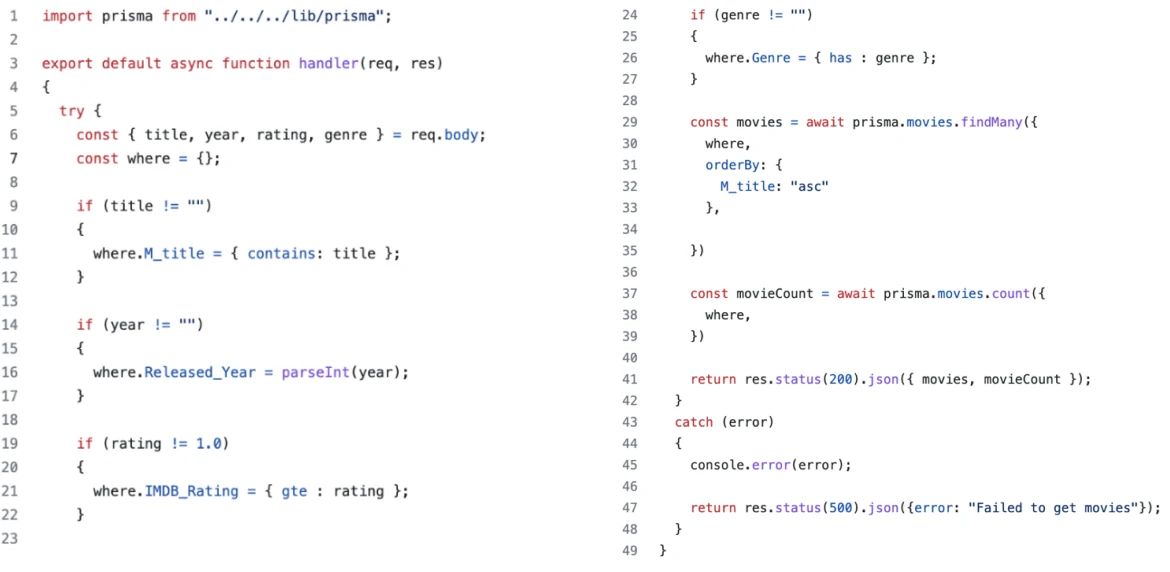 1 import prisma from "../../../lib/prisma";
2
3 export default async function handler(req, res)
4 {
5   try {
6     const { title, year, rating, genre } = req.body;
7     const where = {};
8
9     if (title != "")
10     {
11       where.M_title = { contains: title };
12     }
13
14     if (year != "")
15     {
16       where.Released_Year = parseInt(year);
17     }
18
19     if (rating != 1.0)
20     {
21       where.IMDB_Rating = { gte : rating };
22     }
23
24     if (genre != "")
25     {
26       where.Genre = { has : genre };
27     }
28
29     const movies = await prisma.movies.findMany({
30       where,
31       orderBy: {
32         M_title: "asc"
33       },
34
35     })
36
37     const movieCount = await prisma.movies.count({
38       where,
39     })
40
41     return res.status(200).json({ movies, movieCount });
42   }
43   catch (error)
44   {
45     console.error(error);
46
47     return res.status(500).json({error: "Failed to get movies"});
48   }
49 }